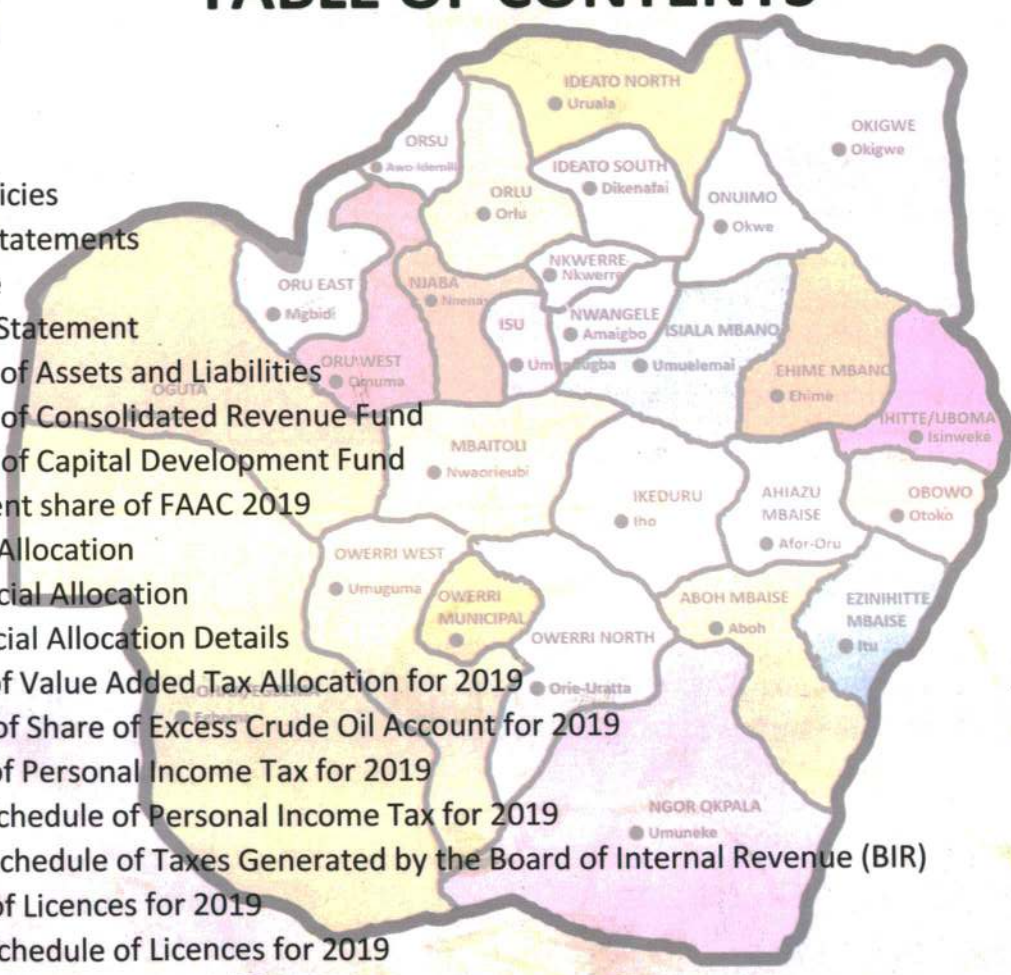 TABLE OF CONTENTS
IDEATO NORTH
Uruala
OKIGWE
Okigwe
ORSU
Awo-Idemili
IDEATO SOUTH
Dikenafai
ORLU
Orlu
ONUIMO
Okwe
icies
tatements
NKWERRE
Nkwerre
ORU EAST
Mgbidi
NJABA
Nnenas
ISU
NWANGELE
Amaigbo
ISIALA MBANO
Umuelemai
Statement
ORU WEST
Omuma
EHIME MBANO
Ehime
of Assets and Liabilities
OGUTA
IHITTE/UBOMA
Isinweke
of Consolidated Revenue Fund
MBAITOLI
Nwaorieubi
of Capital Development Fund
ent share of FAAC 2019
IKEDURU
Iho
AHIAZU
MBAISE
Afor-Oru
OBOWO
Otoko
Allocation
OWERRI WEST
Umuguma
cial Allocation
OWERRI
MUNICIPAL
ABOH MBAISE
Aboh
EZINIHITTE
MBAISE
Itu
cial Allocation Details
OWERRI NORTH
Orie-Uratta
of Value Added Tax Allocation for 2019
of Share of Excess Crude Oil Account for 2019
of Personal Income Tax for 2019
chedule of Personal Income Tax for 2019
NGOR OKPALA
Umuneke
chedule of Taxes Generated by the Board of Internal Revenue (BIR)
of Licences for 2019
chedule of Licences for 2019